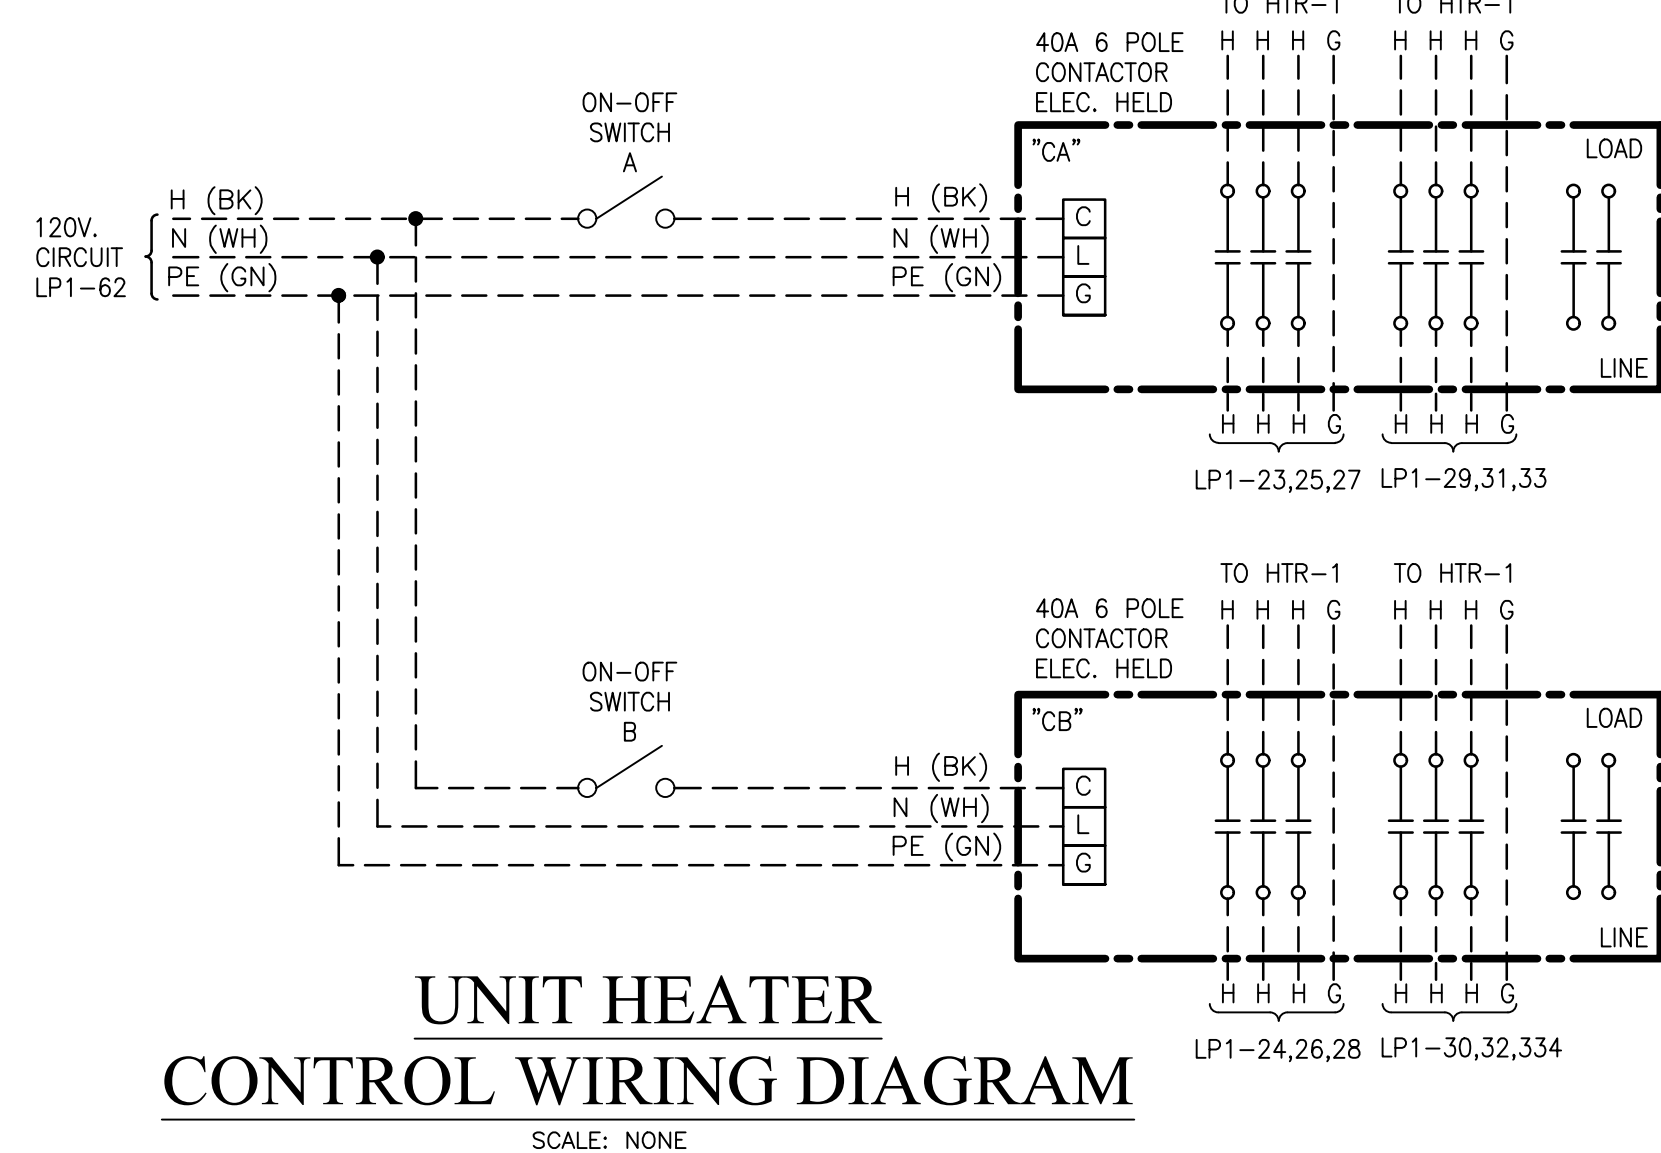 TO HTR-1 TO HTR-1
40A 6 POLE
CONTACTOR
ELEC. HELD
H H H G H H H G
ON-OFF
SWITCH
A
"CA"
LOAD
120V.
CIRCUIT
LP1-62
H (BK)
N (WH)
PE (GN)
H (BK)
N (WH)
PE (GN)
C
L
G
LINE
H H H G H H H G
LP1-23,25,27 LP1-29,31,33
TO HTR-1 TO HTR-1
40A 6 POLE
CONTACTOR
ELEC. HELD
H H H G H H H G
ON-OFF
SWITCH
B
"CB"
LOAD
H (BK)
N (WH)
PE (GN)
C
L
G
LINE
H H H G H H H G
LP1-24,26,28 LP1-30,32,334
UNIT HEATER
CONTROL WIRING DIAGRAM
SCALE: NONE